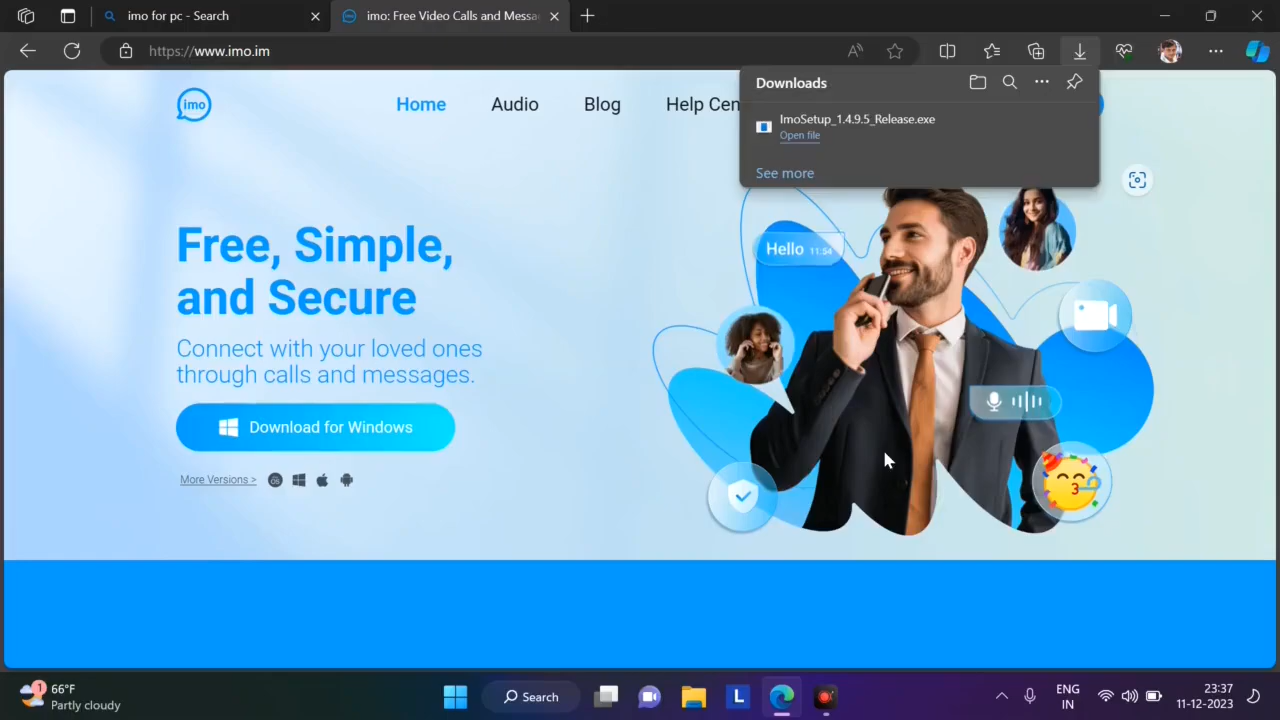 imo for pc - Search
imo: Free Video Calls and Messa
https://www.imo.im
Downloads
ImoSetup_1.4.9.5_Release.exe
Open file
See more
imo
Home
Audio
Blog
Help Cen
Free, Simple,
and Secure
Connect with your loved ones
through calls and messages.
Download for Windows
More Versions >
Hello 11:54
1
66°F
Partly cloudy
Search
L
ENG
IN
23:37
11-12-2023